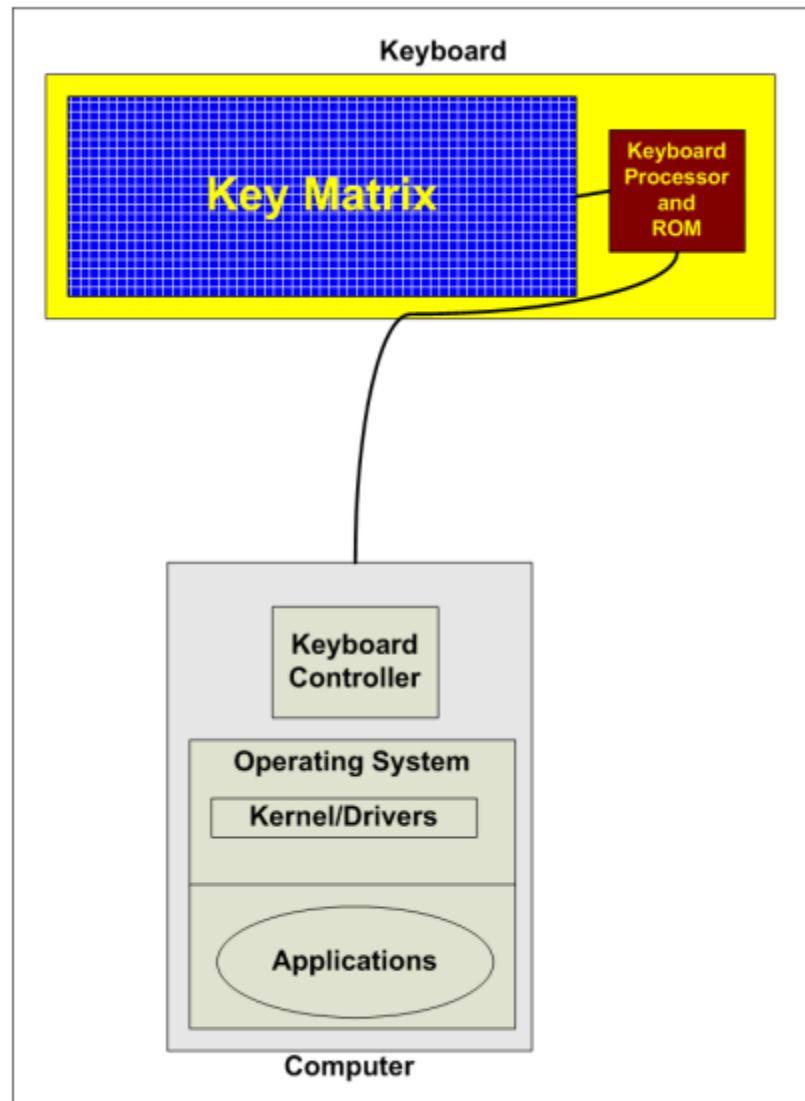 Keyboard
Key Matrix
Keyboard
Processor
and
ROM
Keyboard
Controller
Operating System
Kernel/Drivers
Applications
Computer